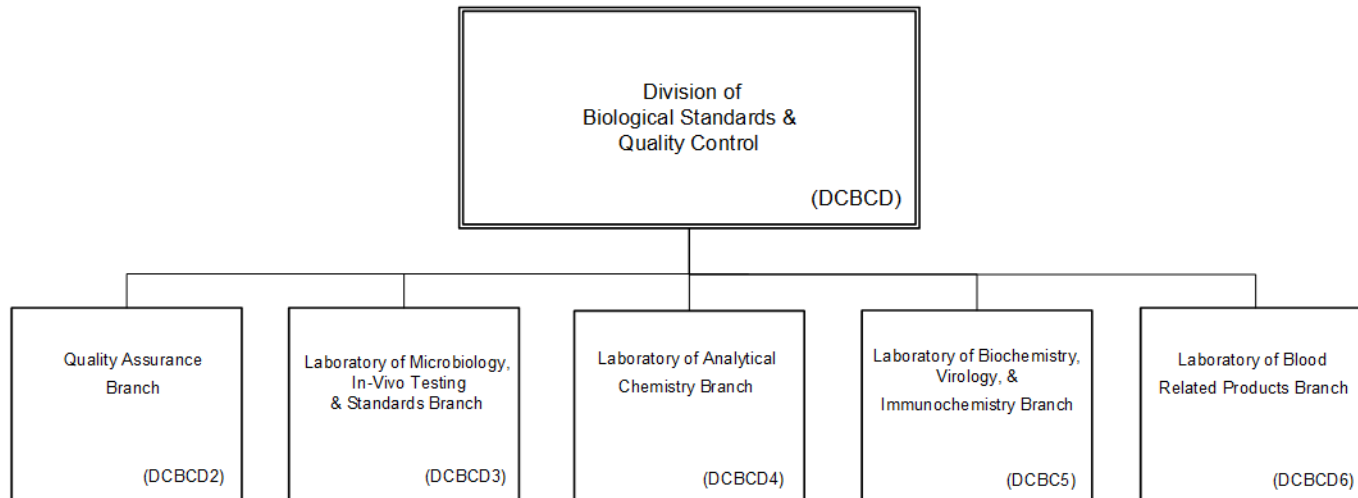 Division of
Biological Standards &
Quality Control
(DCBCD)
Quality Assurance
Branch
(DCBCD2)
Laboratory of Microbiology,
In-Vivo Testing
& Standards Branch
(DCBCD3)
Laboratory of Analytical
Chemistry Branch
(DCBCD4)
Laboratory of Biochemistry,
Virology, &
Immunochemistry Branch
(DCBC5)
Laboratory of Blood
Related Products Branch
(DCBCD6)